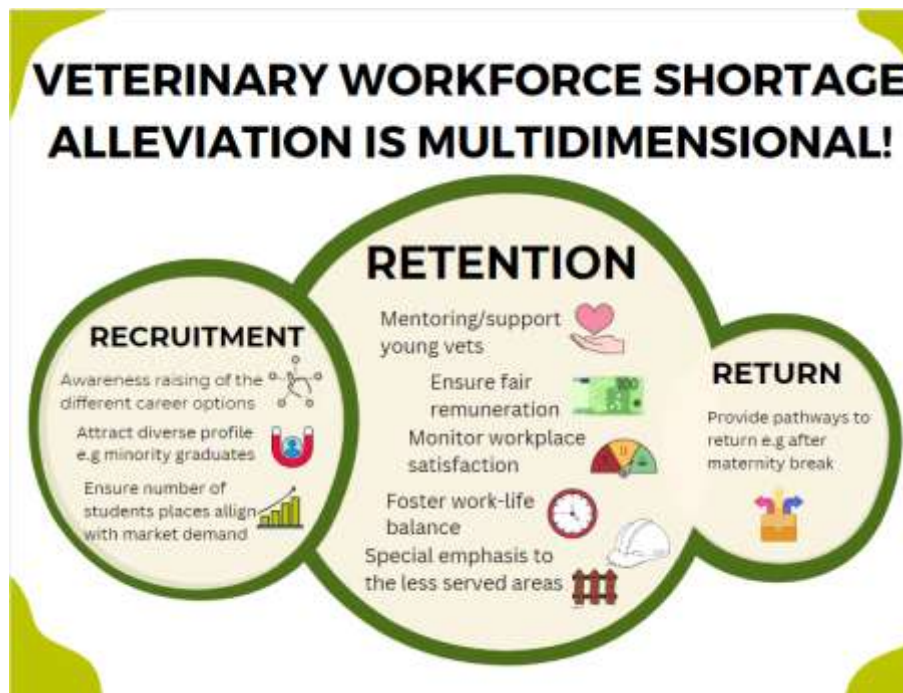 VETERINARY WORKFORCE SHORTAGE
ALLEVIATION IS MULTIDIMENSIONAL!
RECRUITMENT
Awareness raising of the
different career options
Attract diverse profile
e.g minority graduates
Ensure number of
students places allign
with market demand
RETENTION
Mentoring/support
young vets
Ensure fair
remuneration
100
Monitor workplace
satisfaction
Foster work-life
balance
Special emphasis to
the less served areas
RETURN
Provide pathways to
return e.g after
maternity break